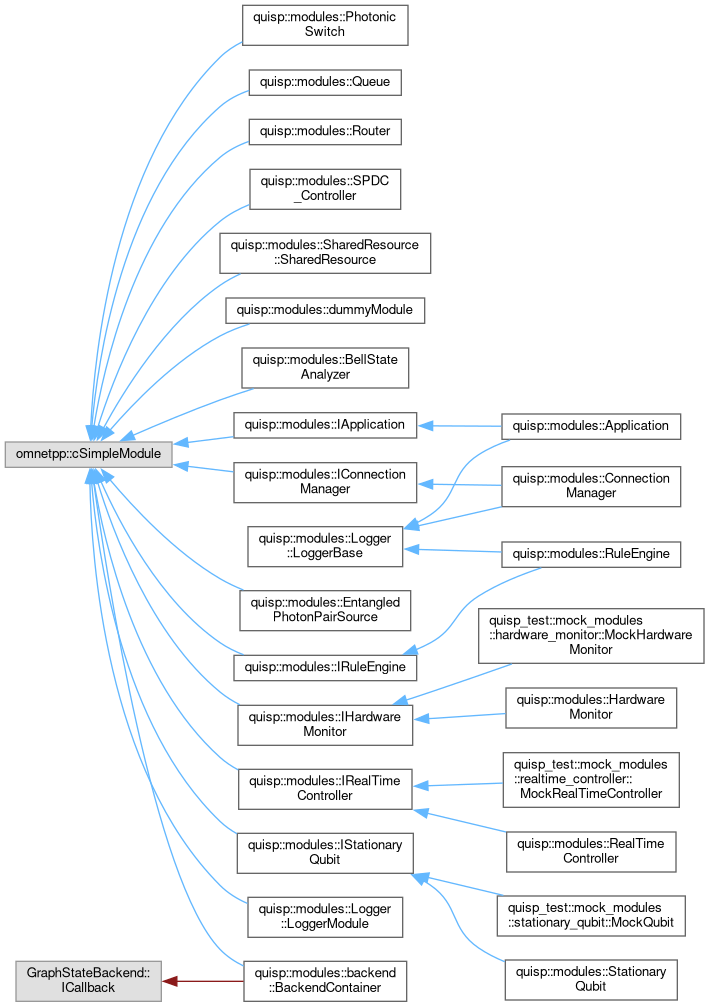 quisp::modules::Photonic
Switch
quisp::modules::Queue
quisp::modules::Router
quisp::modules::SPDC
_Controller
quisp::modules::SharedResource
::SharedResource
quisp::modules::dummyModule
quisp::modules::BellState
Analyzer
quisp::modules::IApplication
quisp::modules::Application
omnetpp::cSimpleModule
quisp::modules::IConnection
Manager
quisp::modules::Connection
Manager
quisp::modules::Logger
::LoggerBase
quisp::modules::RuleEngine
quisp::modules::Entangled
PhotonPairSource
quisp_test::mock_modules
::hardware_monitor::MockHardware
Monitor
quisp::modules::IRuleEngine
quisp::modules::Hardware
Monitor
quisp::modules::IHardware
Monitor
quisp_test::mock_modules
::realtime_controller::
MockRealTimeController
quisp::modules::IRealTime
Controller
quisp::modules::RealTime
Controller
quisp::modules::IStationary
Qubit
quisp_test::mock_modules
::stationary_qubit::MockQubit
quisp::modules::Logger
::LoggerModule
quisp::modules::Stationary
Qubit
GraphStateBackend::
ICallback
quisp::modules::backend
::BackendContainer